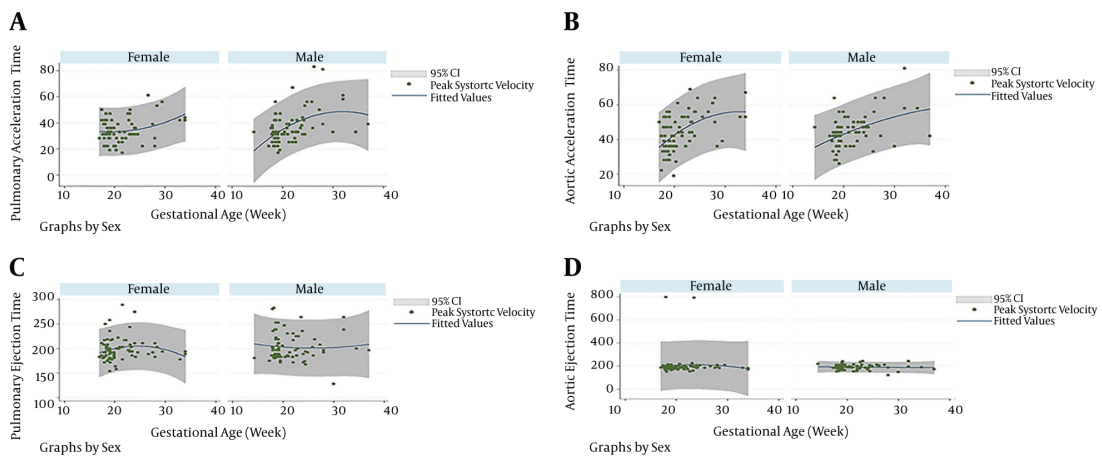 A
Pulmonary Acceleration Time
Female
Male
80
60
40
20
0
10 20 30 40 10 20 30 40
Gestational Age (Week)
Graphs by Sex
95% CI
Peak Systortc Velocity
Fitted Values
B
Aortic Acceleration Time
Female
Male
80
60
40
20
10 20 30 40 10 20 30 40
Gestational Age (Week)
Graphs by Sex
95% CI
Peak Systortc Velocity
Fitted Values
C
Pulmonary Ejection Time
Female
Male
300
250
200
150
100
10 20 30 40 10 20 30 40
Gestational Age (Week)
Graphs by Sex
95% CI
Peak Systortc Velocity
Fitted Values
D
Aortic Ejection Time
Female
Male
800
600
400
200
0
10 20 30 40 10 20 30 40
Gestational Age (Week)
Graphs by Sex
95% CI
Peak Systortc Velocity
Fitted Values